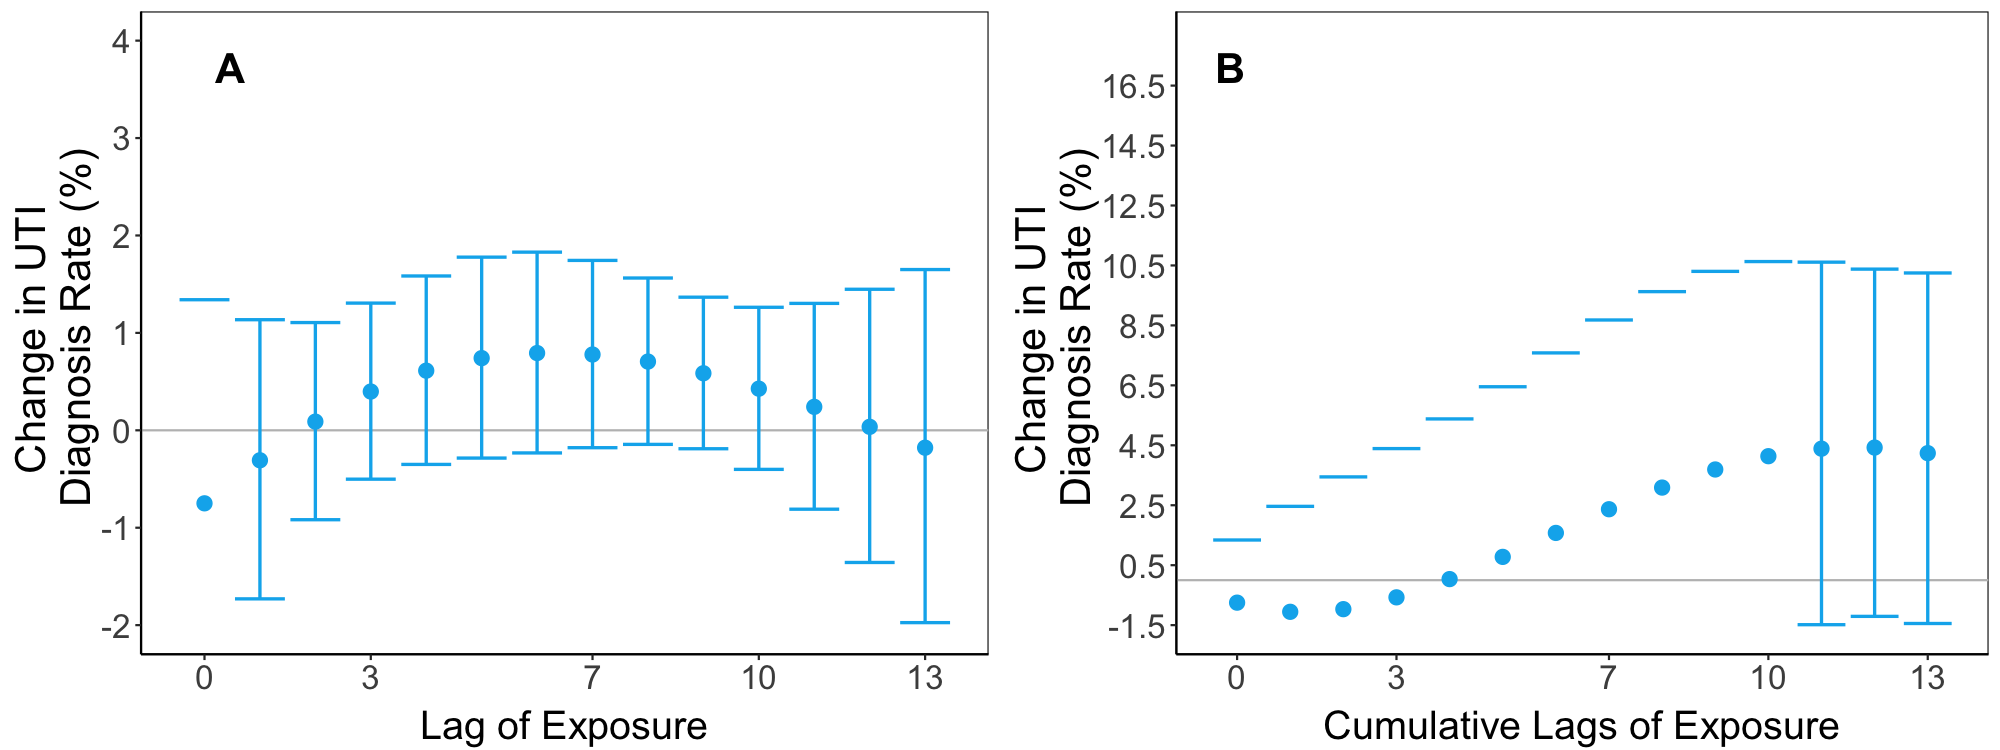 A
4
3
2
1
0
-1
-2
Change in UTI
Diagnosis Rate (%)
0 3 7 10 13
Lag of Exposure
B
16.5
14.5
12.5
10.5
8.5
6.5
4.5
2.5
0.5
-1.5
Change in UTI
Diagnosis Rate (%)
0 3 7 10 13
Cumulative Lags of Exposure